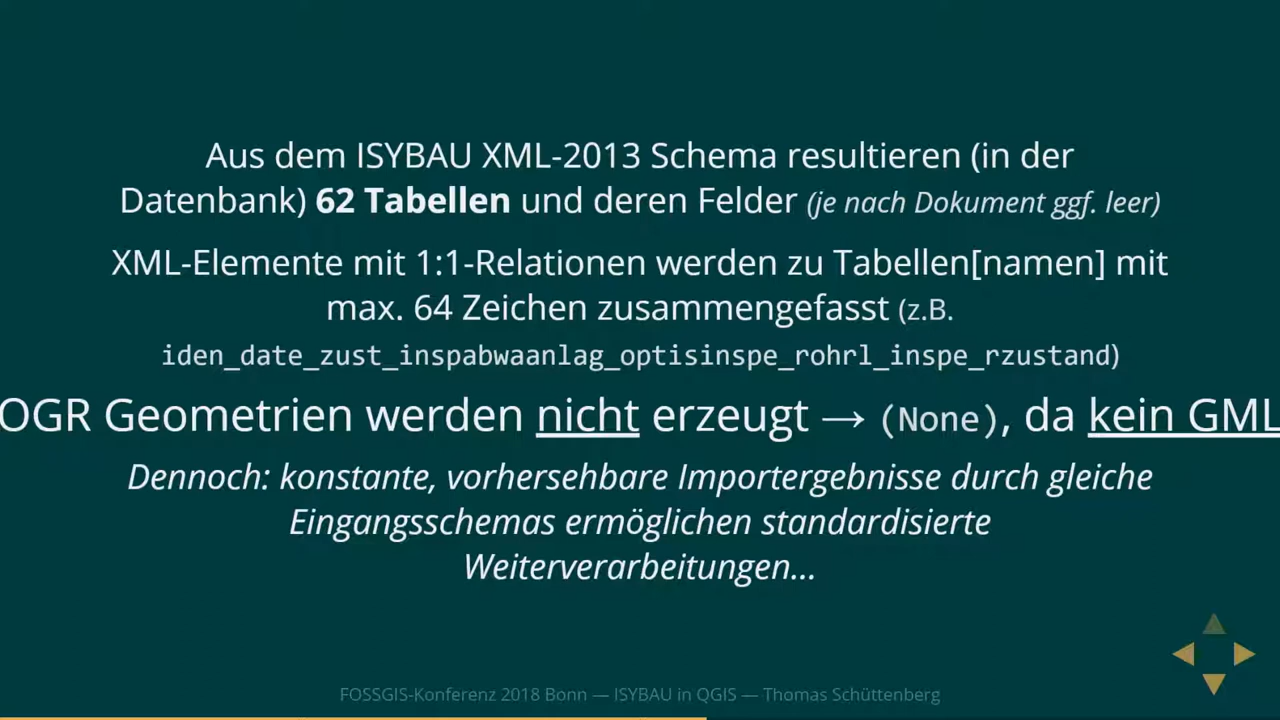 Aus dem ISYBAU XML-2013 Schema resultieren (in der
Datenbank) 62 Tabellen und deren Felder (je nach Dokument ggf. leer)
XML-Elemente mit 1:1-Relationen werden zu Tabellen[namen] mit
max. 64 Zeichen zusammengefasst (z.B.
iden_date_zust_inspabwaanlag_optisinspe_rohrl_inspe_rzustand)
OGR Geometrien werden nicht erzeugt → (None), da kein GML
Dennoch: konstante, vorhersehbare Importergebnisse durch gleiche
Eingangsschemas ermöglichen standardisierte
Weiterverarbeitungen...
FOSSGIS-Konferenz 2018 Bonn — ISYBAU in QGIS — Thomas Schüttenberg